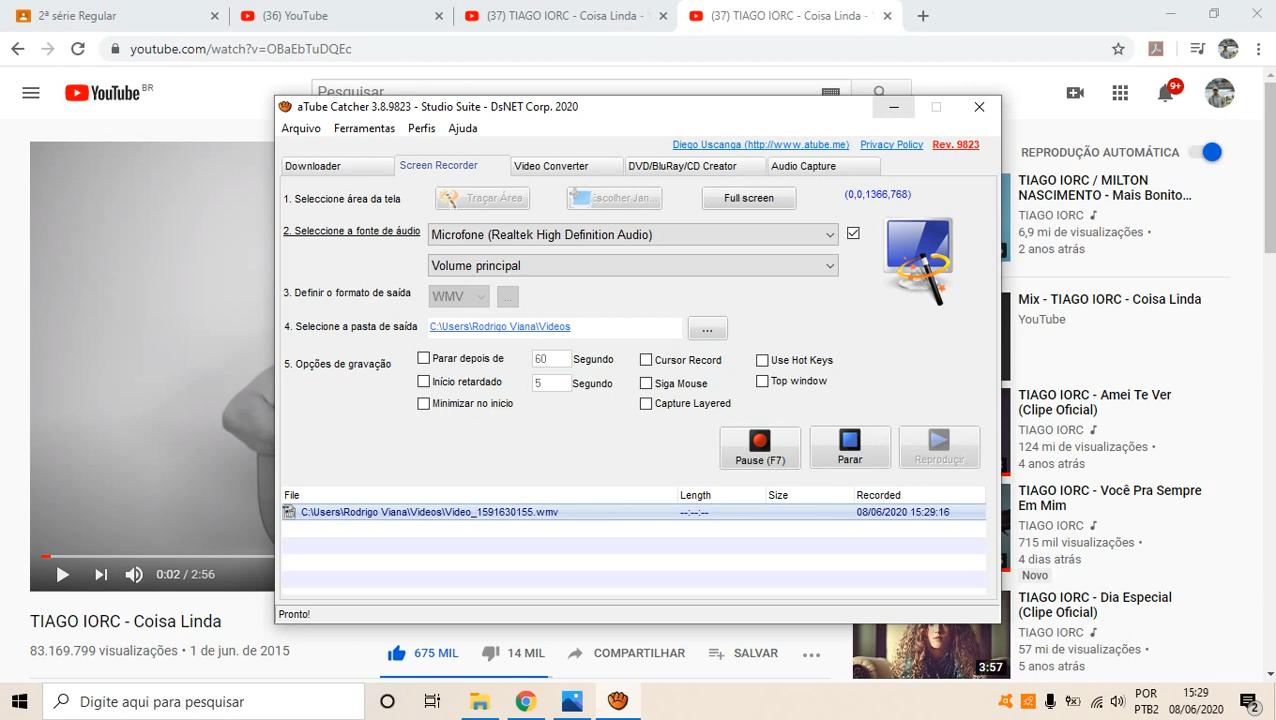 2ª série Regular
(36) YouTube
(37) TIAGO IORC - Coisa Linda -
(37) TIAGO IORC - Coisa Linda -
youtube.com/watch?v=OBaEbTuDQEc
YouTube BR
Pesquisar
9+
aTube Catcher 3.8.9823 - Studio Suite - DsNET Corp. 2020
Arquivo Ferramentas Perfis Ajuda
Diego Uscanga (http://www.atube.me) Privacy Policy Rev. 9823
Downloader Screen Recorder Video Converter DVD/BluRay/CD Creator Audio Capture
1. Seleccione área da tela Traçar Área Escolher Jan... Full screen (0,0,1366,768)
2. Seleccione a fonte de áudio Microfone (Realtek High Definition Audio)
Volume principal
3. Definir o formato de saída WMV ...
4. Selecione a pasta de saída C:\Users\Rodrigo Viana\Videos ...
5. Opções de gravação Parar depois de 60 Segundo Cursor Record Use Hot Keys
Início retardado 5 Segundo Siga Mouse Top window
Minimizar no inicio Capture Layered
Pause (F7) Parar Reproduçir
File Length Size Recorded
C:\Users\Rodrigo Viana\Videos\Video_1591630155.wmv --:--:-- 08/06/2020 15:29:16
Pronto!
0:02 / 2:56
TIAGO IORC - Coisa Linda
83.169.799 visualizações • 1 de jun. de 2015
675 MIL 14 MIL COMPARTILHAR SALVAR
REPRODUÇÃO AUTOMÁTICA
TIAGO IORC / MILTON
NASCIMENTO - Mais Bonito...
TIAGO IORC
6,9 mi de visualizações •
2 anos atrás
Mix - TIAGO IORC - Coisa Linda
YouTube
TIAGO IORC - Amei Te Ver
(Clipe Oficial)
TIAGO IORC
124 mi de visualizações •
4 anos atrás
TIAGO IORC - Você Pra Sempre
Em Mim
TIAGO IORC
715 mil visualizações •
4 dias atrás
Novo
TIAGO IORC - Dia Especial
(Clipe Oficial)
TIAGO IORC
57 mi de visualizações •
5 anos atrás
3:57
Digite aqui para pesquisar
POR
PTB2
15:29
08/06/2020
2